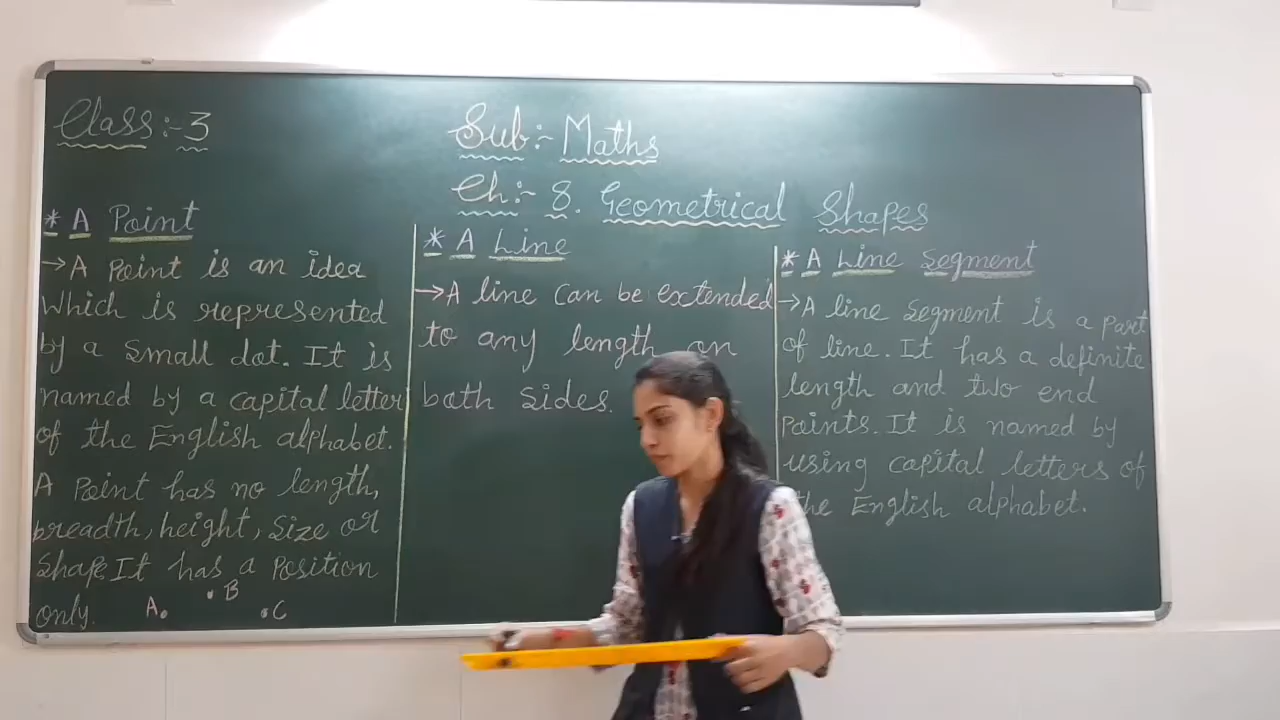 Class:- 3
Sub:- Maths
Ch:- 8. Geometrical Shapes
* A Point
→ A Point is an idea
Which is represented
by a small dot. It is
named by a capital letter
of the English alphabet.
A Point has no length,
breadth, height, size or
shape. It has a Position
only.
A.
.B
.C
* A Line
→ A line can be extended
to any length on
both sides.
* A Line Segment
→ A line segment is a part
of line. It has a definite
length and two end
Points. It is named by
using capital letters of
the English alphabet.